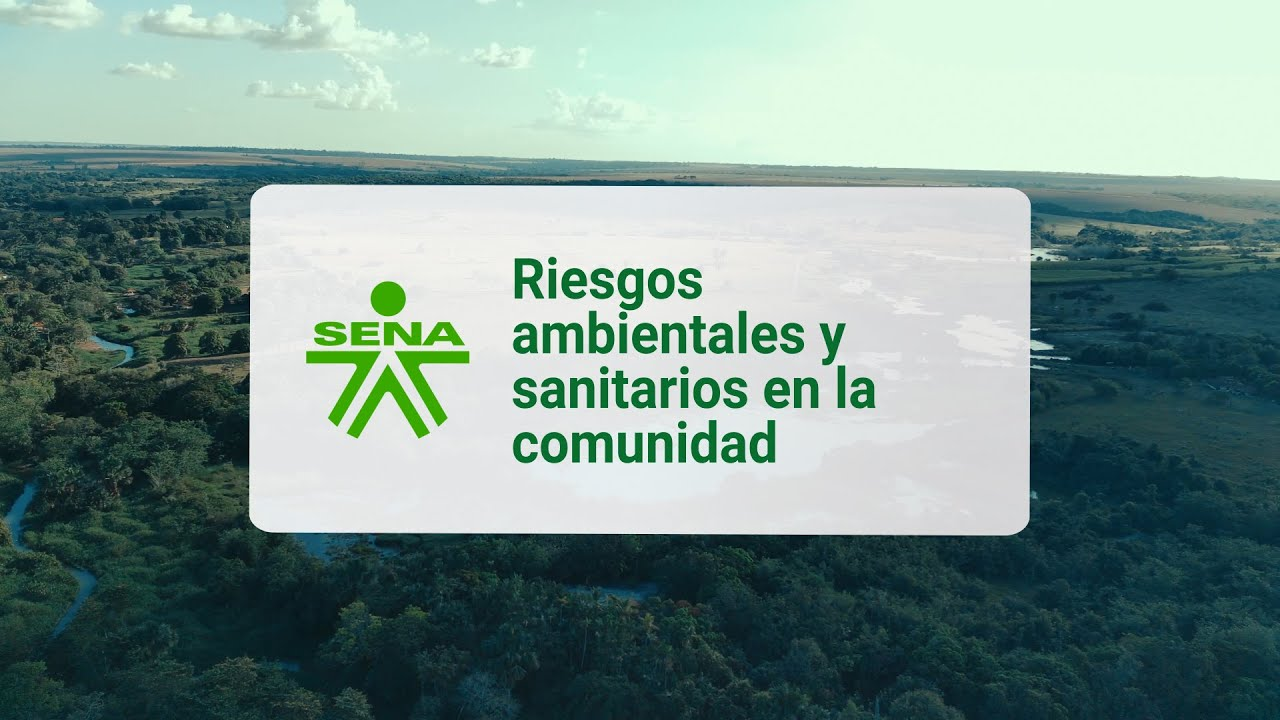 SENA
Riesgos
ambientales y
sanitarios en la
comunidad